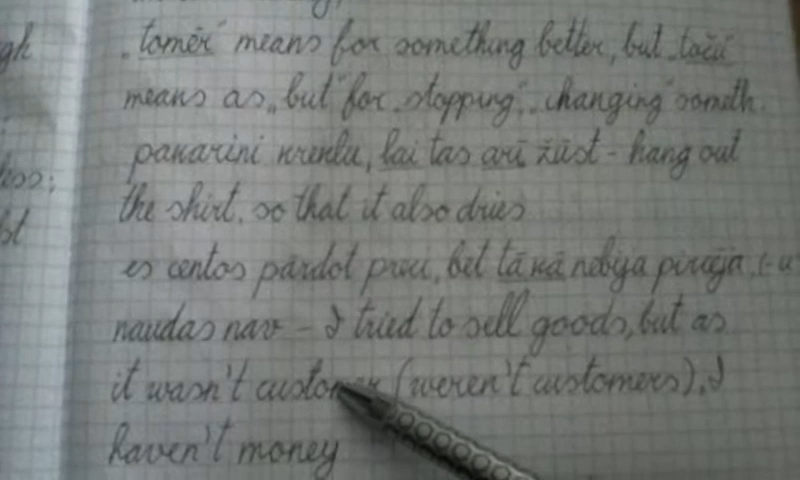 gh
„tomēr" means for something better, but „taču"
means as „but" for „stopping", „changing" someth.
pakarini kreklu, lai tas arī žūst - hang out
the shirt, so that it also dries
es centos pārdot preci, bet tā kā nebija pircēja,
naudas nav - I tried to sell goods, but as
it wasn't customer (weren't customers), I
haven't money